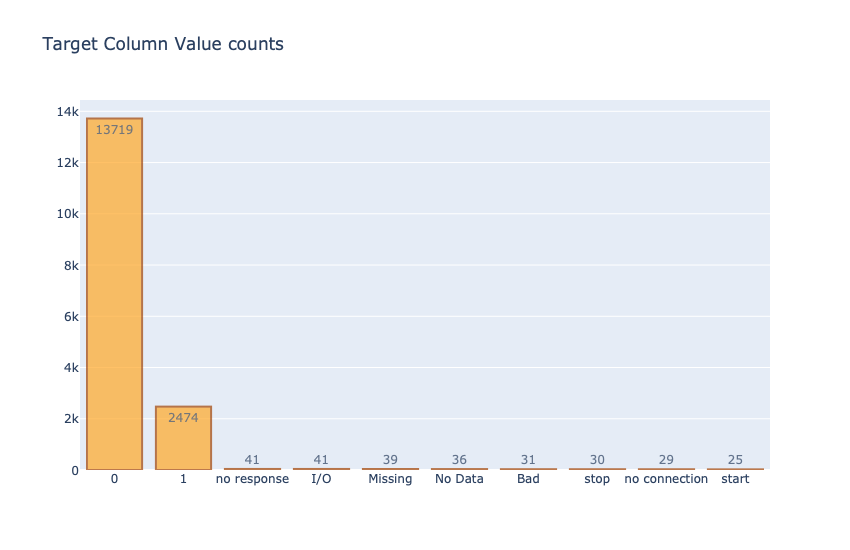 Target Column Value counts
14k
12k
10k
8k
6k
4k
2k
0
13719
2474
41
41
39
36
31
30
29
25
0
1
no response
I/O
Missing
No Data
Bad
stop
no connection
start